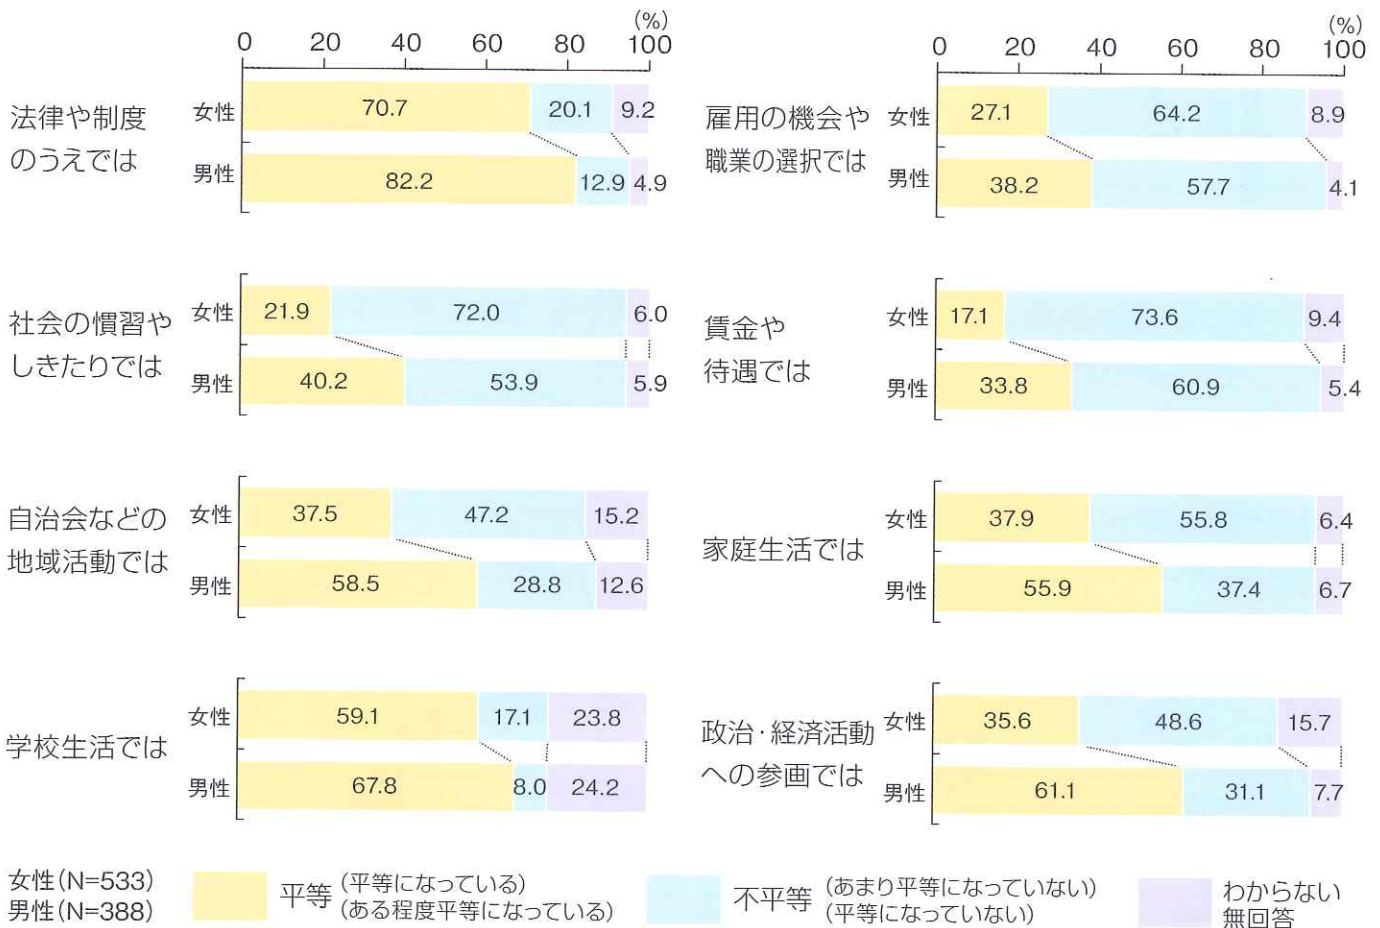 (%)
0 20 40 60 80 100
法律や制度
のうえでは
女性 70.7 20.1 9.2
男性 82.2 12.9 4.9
社会の慣習や
しきたりでは
女性 21.9 72.0 6.0
男性 40.2 53.9 5.9
自治会などの
地域活動では
女性 37.5 47.2 15.2
男性 58.5 28.8 12.6
学校生活では
女性 59.1 17.1 23.8
男性 67.8 8.0 24.2
(%)
0 20 40 60 80 100
雇用の機会や
職業の選択では
女性 27.1 64.2 8.9
男性 38.2 57.7 4.1
賃金や
待遇では
女性 17.1 73.6 9.4
男性 33.8 60.9 5.4
家庭生活では
女性 37.9 55.8 6.4
男性 55.9 37.4 6.7
政治・経済活動
への参画では
女性 35.6 48.6 15.7
男性 61.1 31.1 7.7
女性(N=533)
男性(N=388)
平等 (平等になっている)
(ある程度平等になっている)
不平等 (あまり平等になっていない)
(平等になっていない)
わからない
無回答